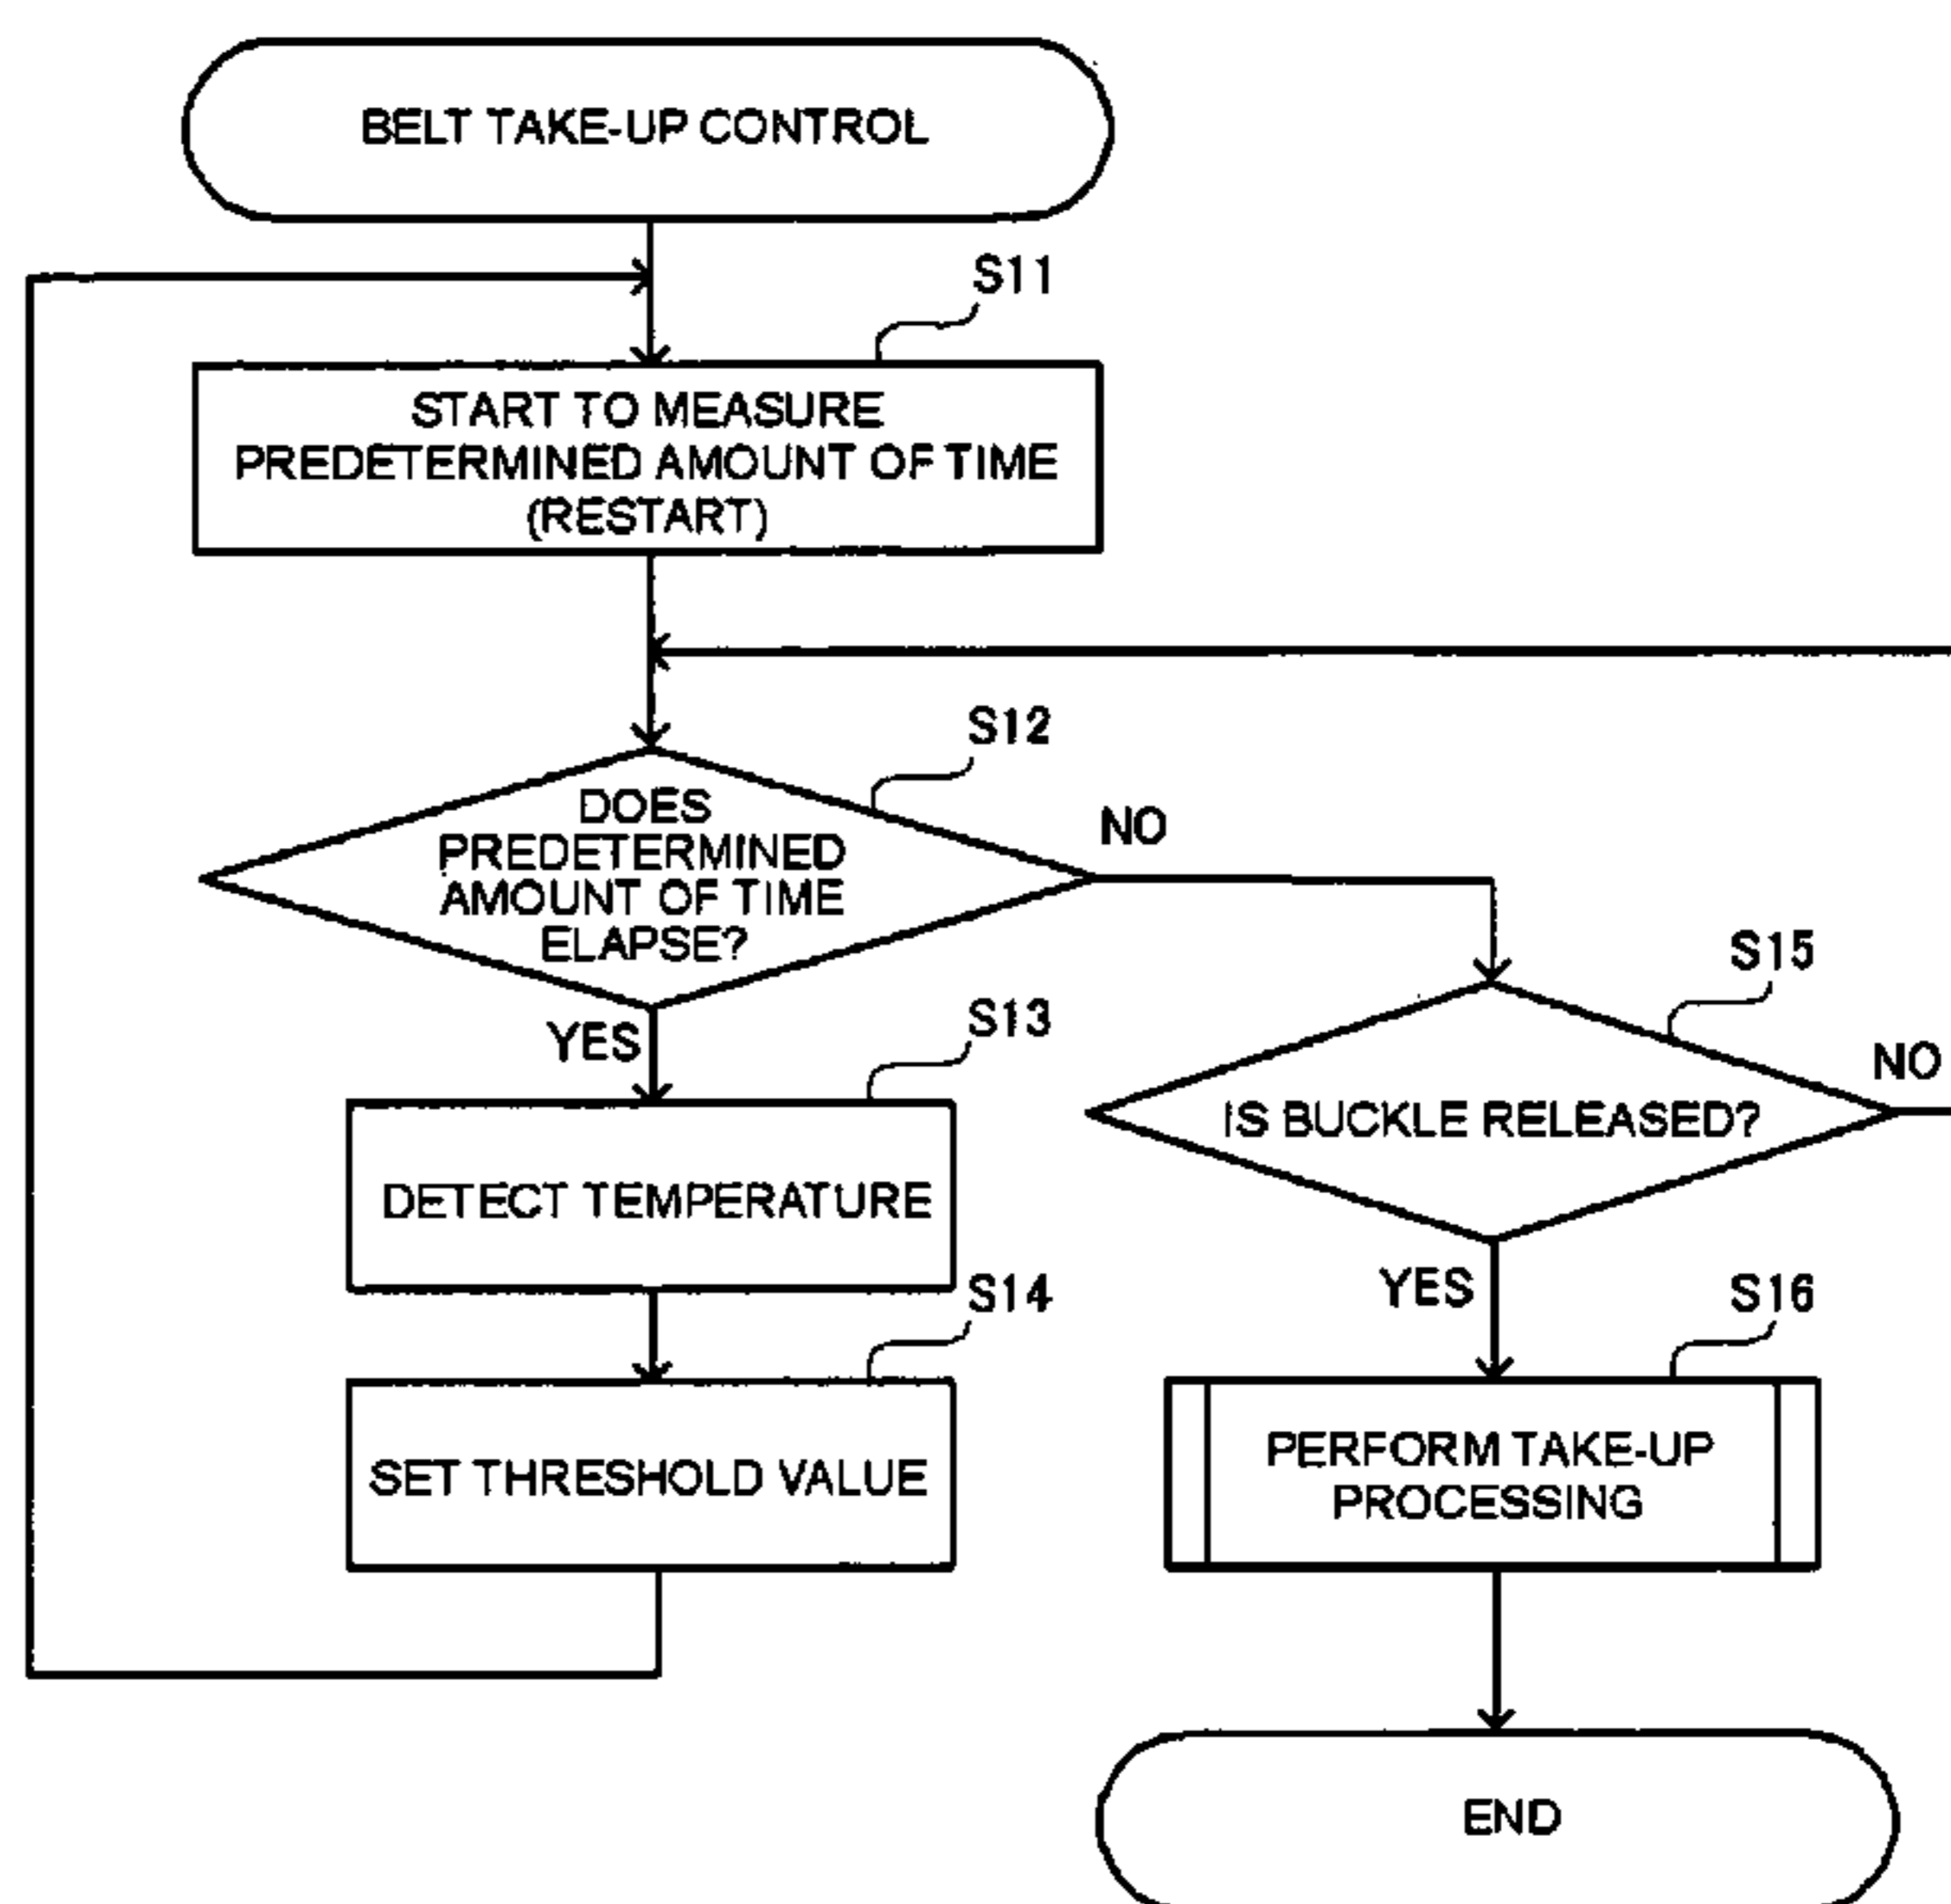 BELT TAKE-UP CONTROL
S11
START TO MEASURE
PREDETERMINED AMOUNT OF TIME
(RESTART)
S12
DOES
PREDETERMINED
AMOUNT OF TIME
ELAPSE?
NO
YES
S13
DETECT TEMPERATURE
S14
SET THRESHOLD VALUE
S15
IS BUCKLE RELEASED?
NO
YES
S16
PERFORM TAKE-UP
PROCESSING
END